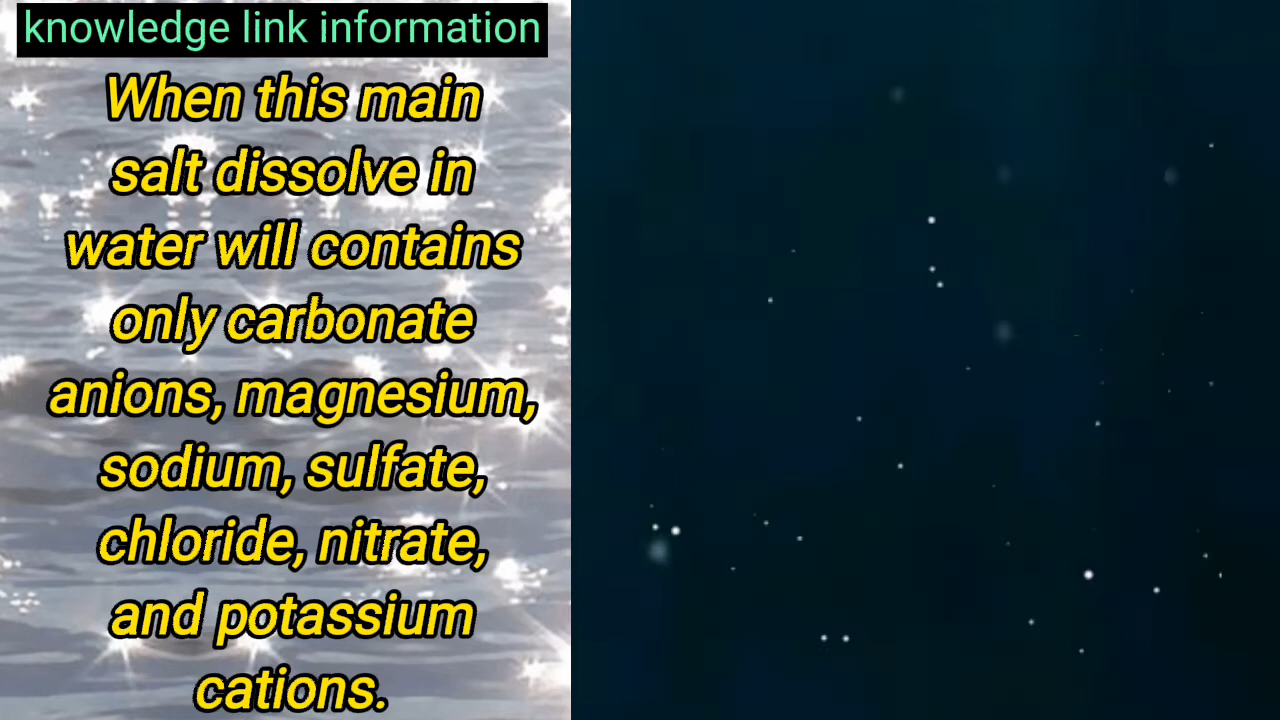 knowledge link information
When this main
salt dissolve in
water will contains
only carbonate
anions, magnesium,
sodium, sulfate,
chloride, nitrate,
and potassium
cations.